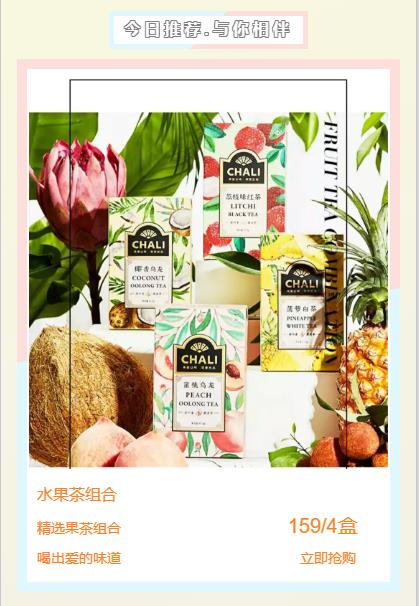 今日推荐.与你相伴
CHALI
荔枝味红茶
LITCHI
BLACK TEA
CHALI
椰香乌龙
COCONUT
OOLONG TEA
CHALI
菠萝白茶
PINEAPPLE
WHITE TEA
CHALI
蜜桃乌龙
PEACH
OOLONG TEA
FRUIT TEA COMBINATION
水果茶组合
精选果茶组合
159/4盒
喝出爱的味道
立即抢购